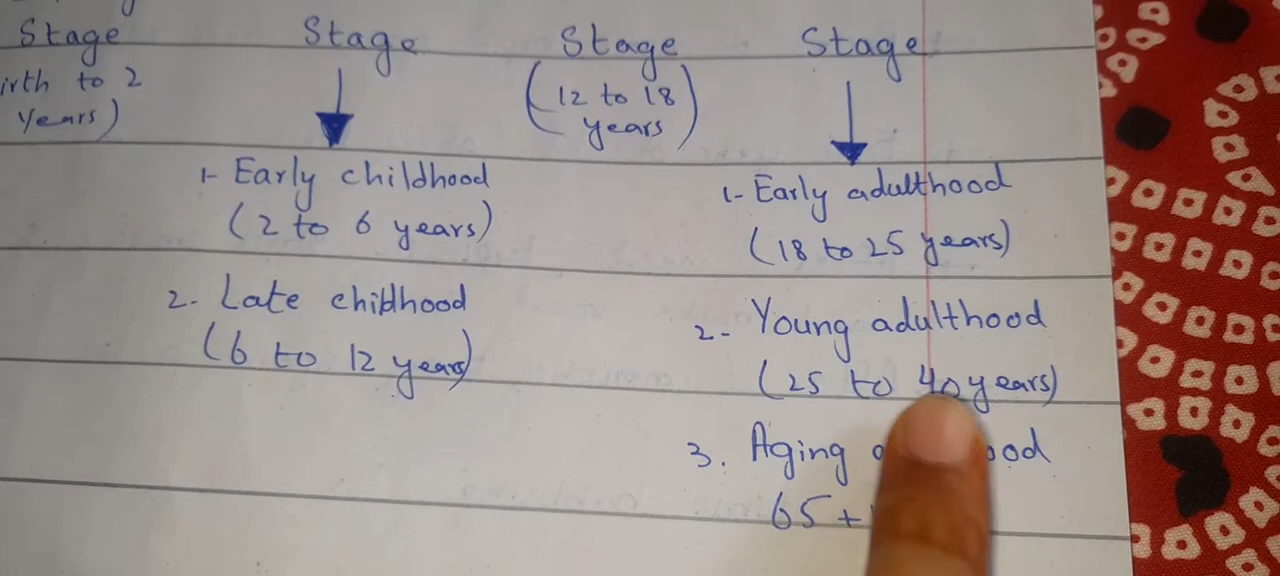 Stage Stage Stage Stage
irth to 2 years)
(12 to 18 years)
1- Early childhood
(2 to 6 years)
2. Late childhood
(6 to 12 years)
1- Early adulthood
(18 to 25 years)
2- Young adulthood
(25 to 40 years)
3. Aging
65 +